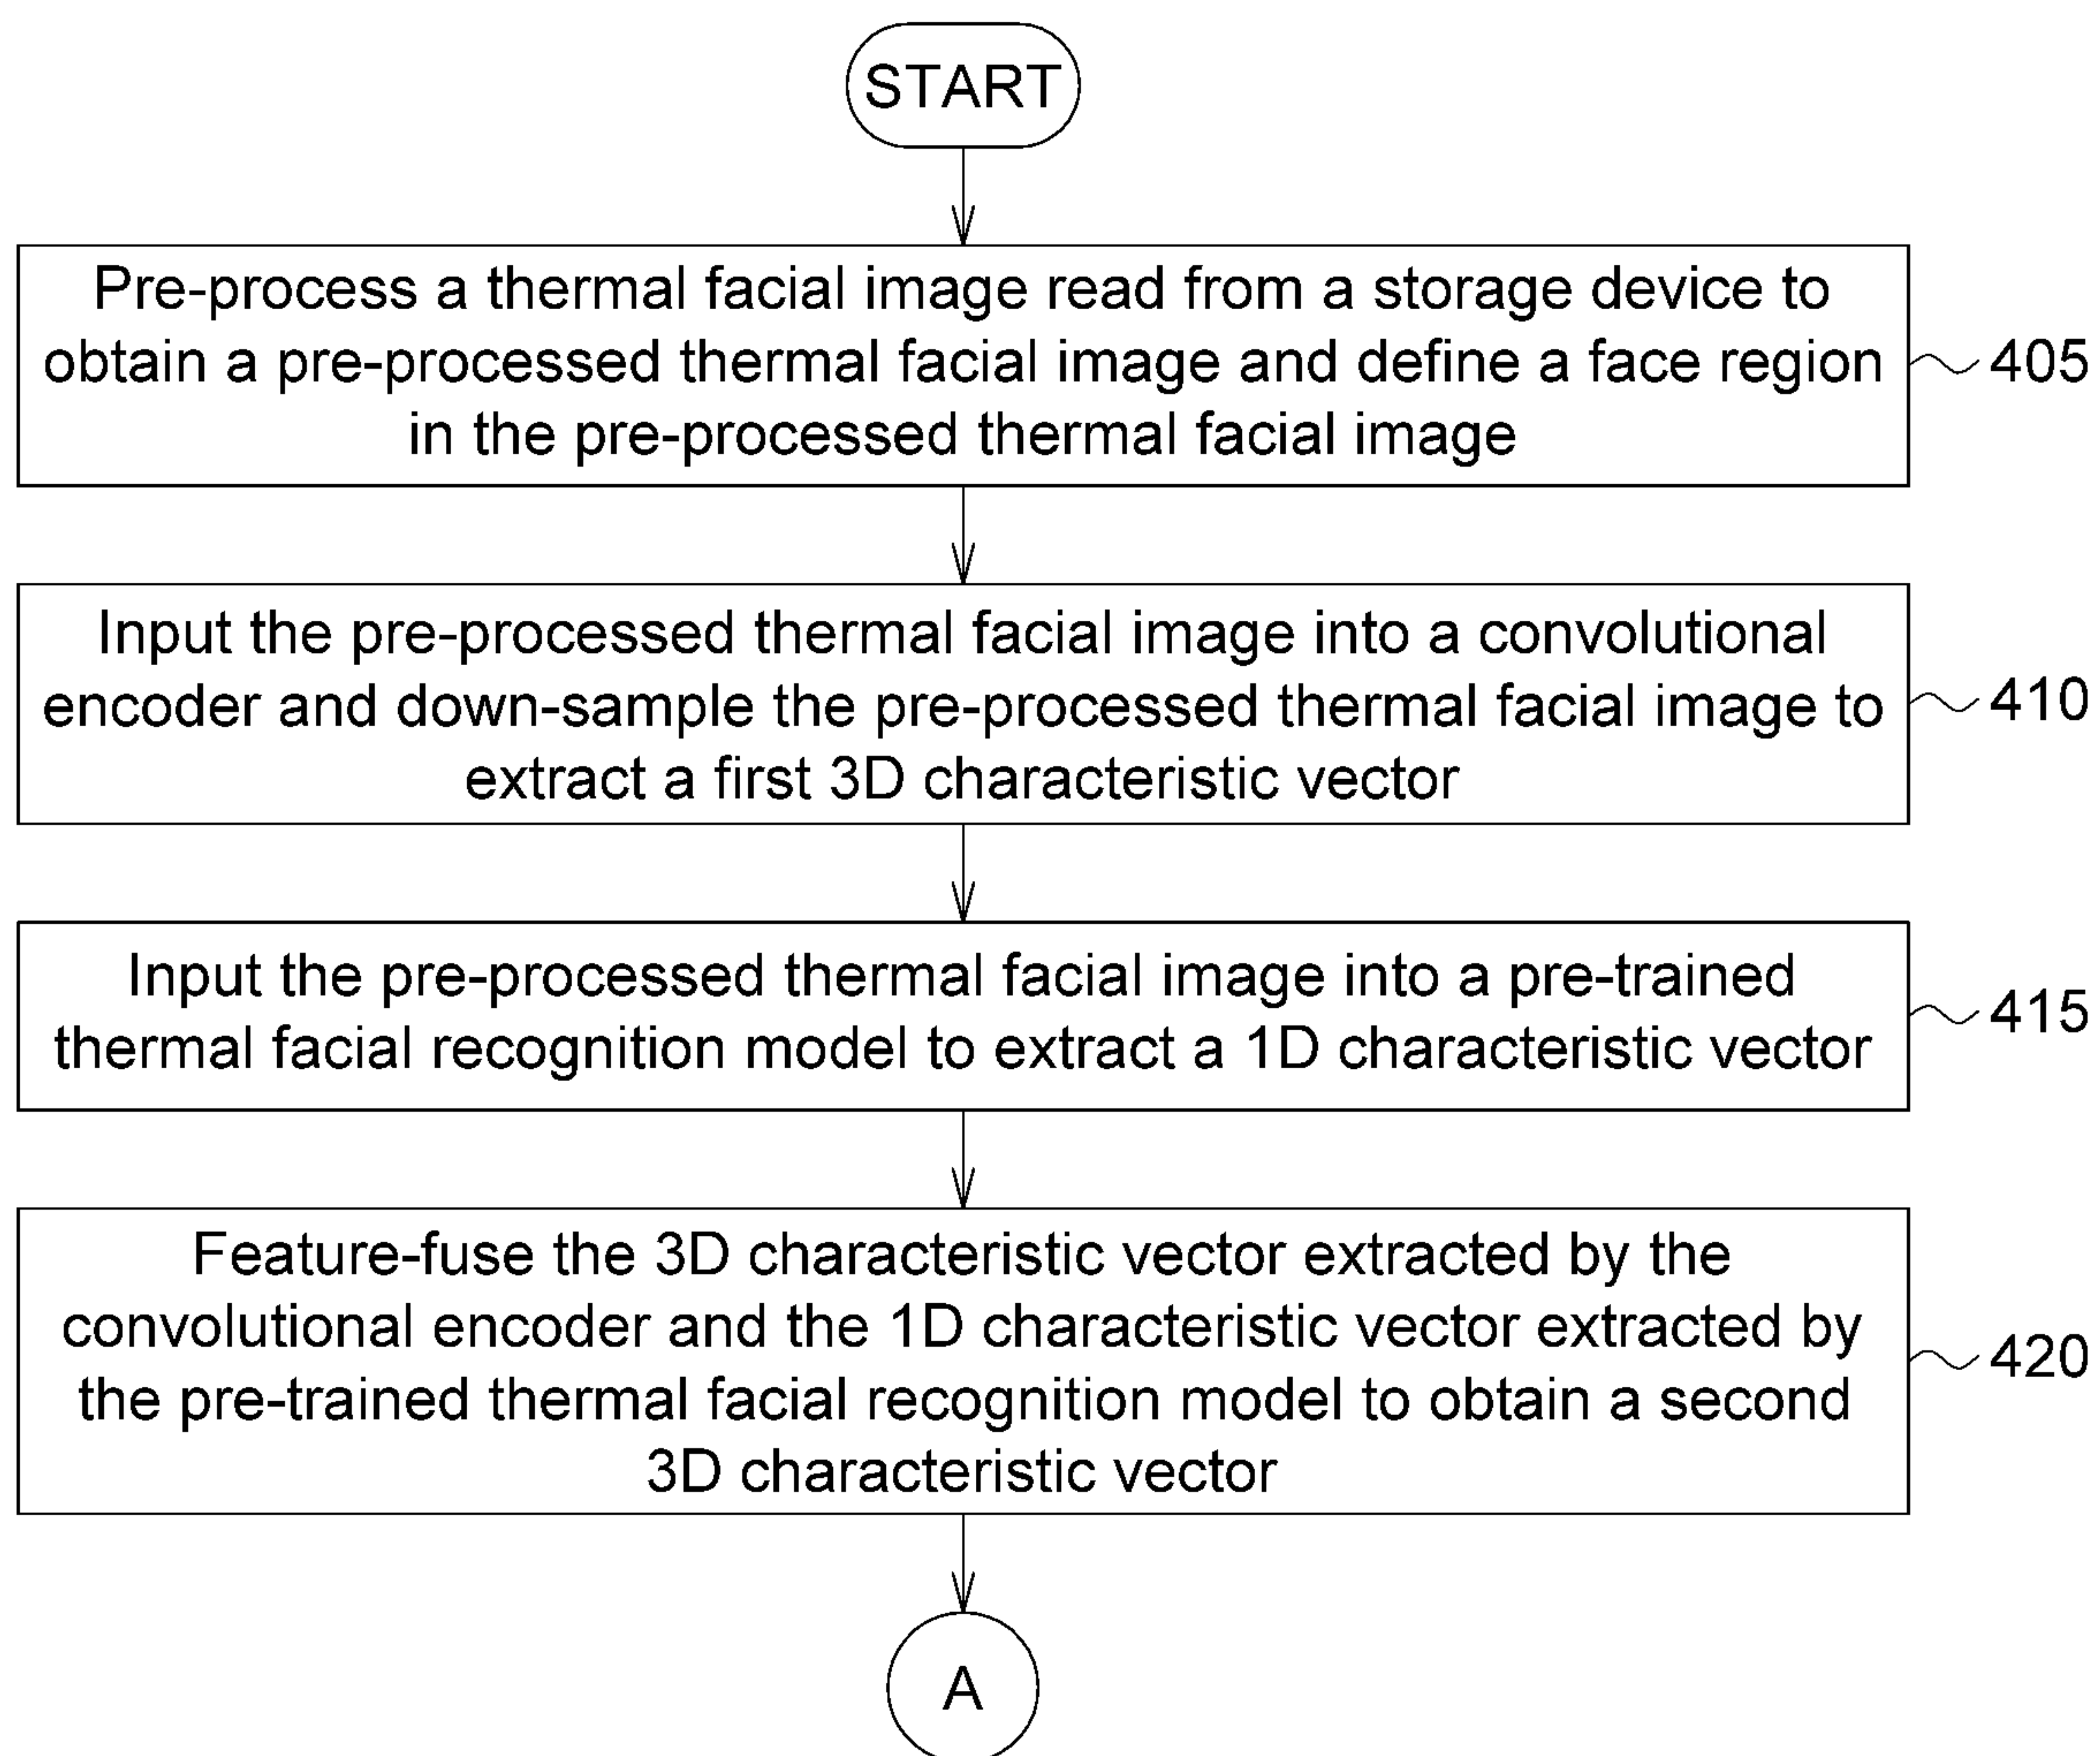 START
Pre-process a thermal facial image read from a storage device to
obtain a pre-processed thermal facial image and define a face region
in the pre-processed thermal facial image
405
Input the pre-processed thermal facial image into a convolutional
encoder and down-sample the pre-processed thermal facial image to
extract a first 3D characteristic vector
410
Input the pre-processed thermal facial image into a pre-trained
thermal facial recognition model to extract a 1D characteristic vector
415
Feature-fuse the 3D characteristic vector extracted by the
convolutional encoder and the 1D characteristic vector extracted by
the pre-trained thermal facial recognition model to obtain a second
3D characteristic vector
420
A